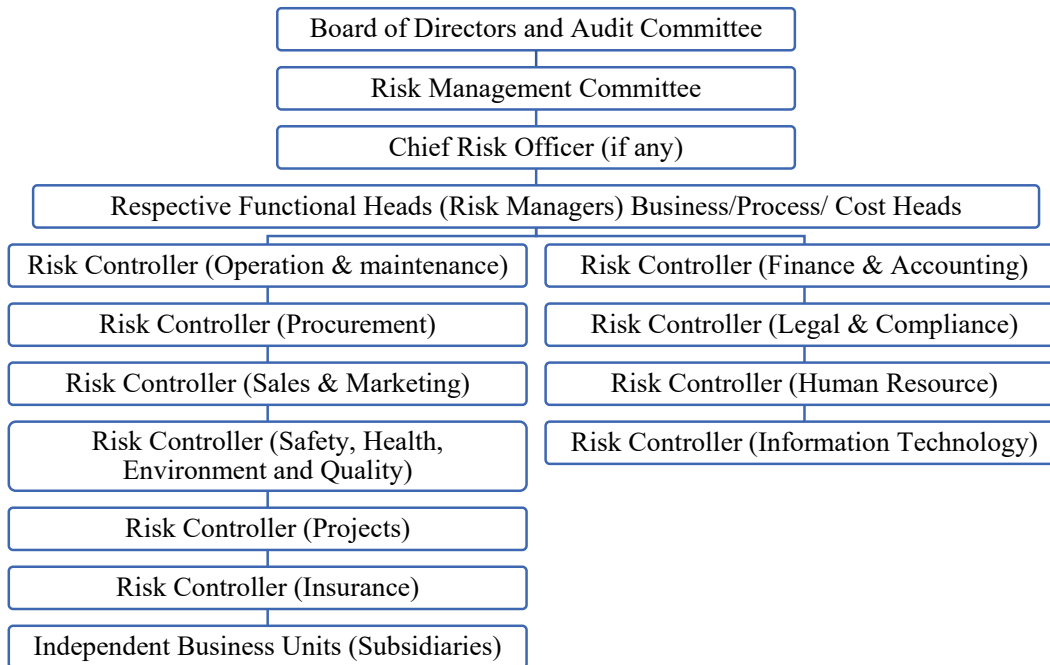 Board of Directors and Audit Committee
Risk Management Committee
Chief Risk Officer (if any)
Respective Functional Heads (Risk Managers) Business/Process/ Cost Heads
Risk Controller (Operation & maintenance)
Risk Controller (Procurement)
Risk Controller (Sales & Marketing)
Risk Controller (Safety, Health,
Environment and Quality)
Risk Controller (Projects)
Risk Controller (Insurance)
Independent Business Units (Subsidiaries)
Risk Controller (Finance & Accounting)
Risk Controller (Legal & Compliance)
Risk Controller (Human Resource)
Risk Controller (Information Technology)